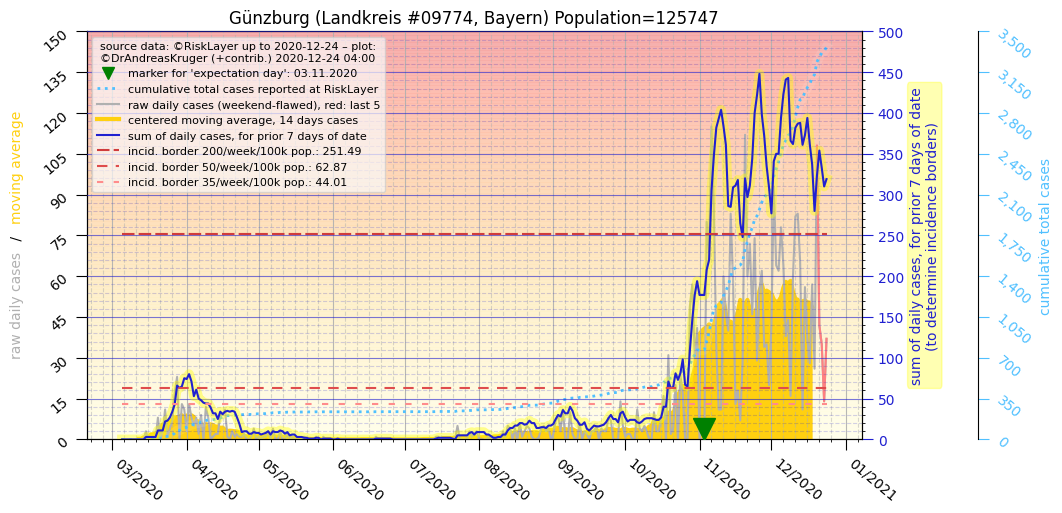 Günzburg (Landkreis #09774, Bayern) Population=125747
source data: ©RiskLayer up to 2020-12-24 – plot:
©DrAndreasKruger (+contrib.) 2020-12-24 04:00
marker for 'expectation day': 03.11.2020
cumulative total cases reported at RiskLayer
raw daily cases (weekend-flawed), red: last 5
centered moving average, 14 days cases
sum of daily cases, for prior 7 days of date
incid. border 200/week/100k pop.: 251.49
incid. border 50/week/100k pop.: 62.87
incid. border 35/week/100k pop.: 44.01
raw daily cases / moving average
150
135
120
105
90
75
60
45
30
15
0
03/2020
04/2020
05/2020
06/2020
07/2020
08/2020
09/2020
10/2020
11/2020
12/2020
01/2021
500
450
400
350
300
250
200
150
100
50
0
sum of daily cases, for prior 7 days of date
(to determine incidence borders)
3,500
3,150
2,800
2,450
2,100
1,750
1,400
1,050
700
350
0
cumulative total cases